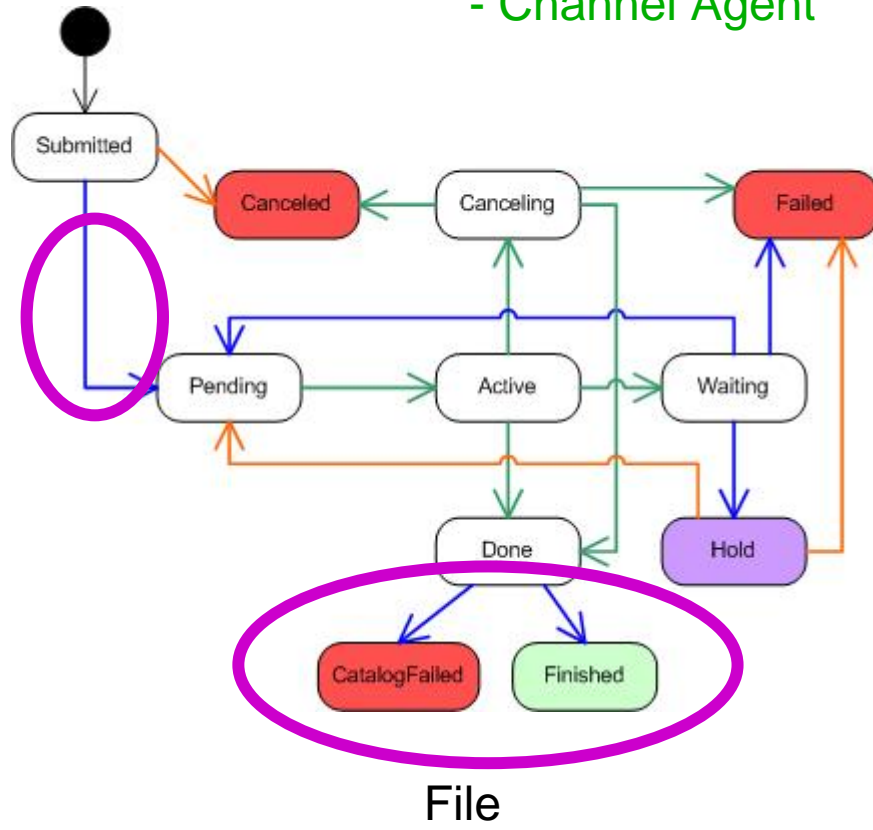 - Channel Agent
Submitted
Canceled
Canceling
Failed
Pending
Active
Waiting
Done
Hold
CatalogFailed
Finished
File